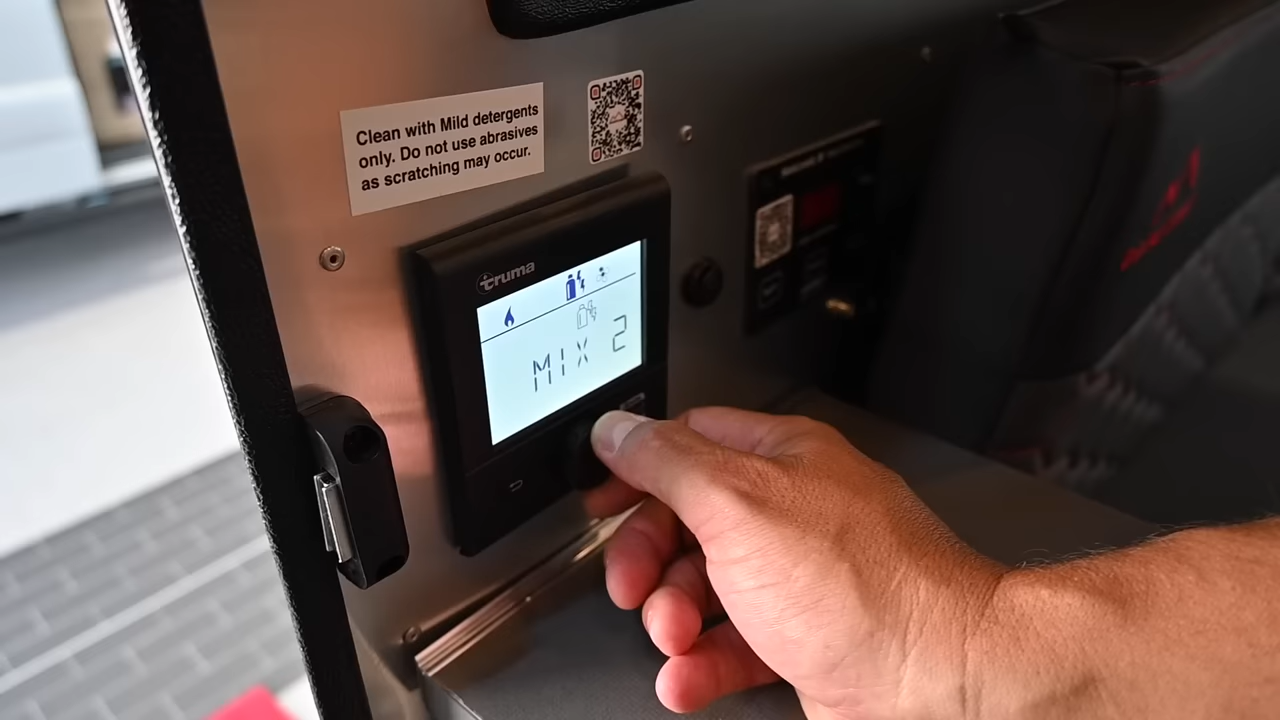 Clean with Mild detergents
only. Do not use abrasives
as scratching may occur.
truma
MIX 2